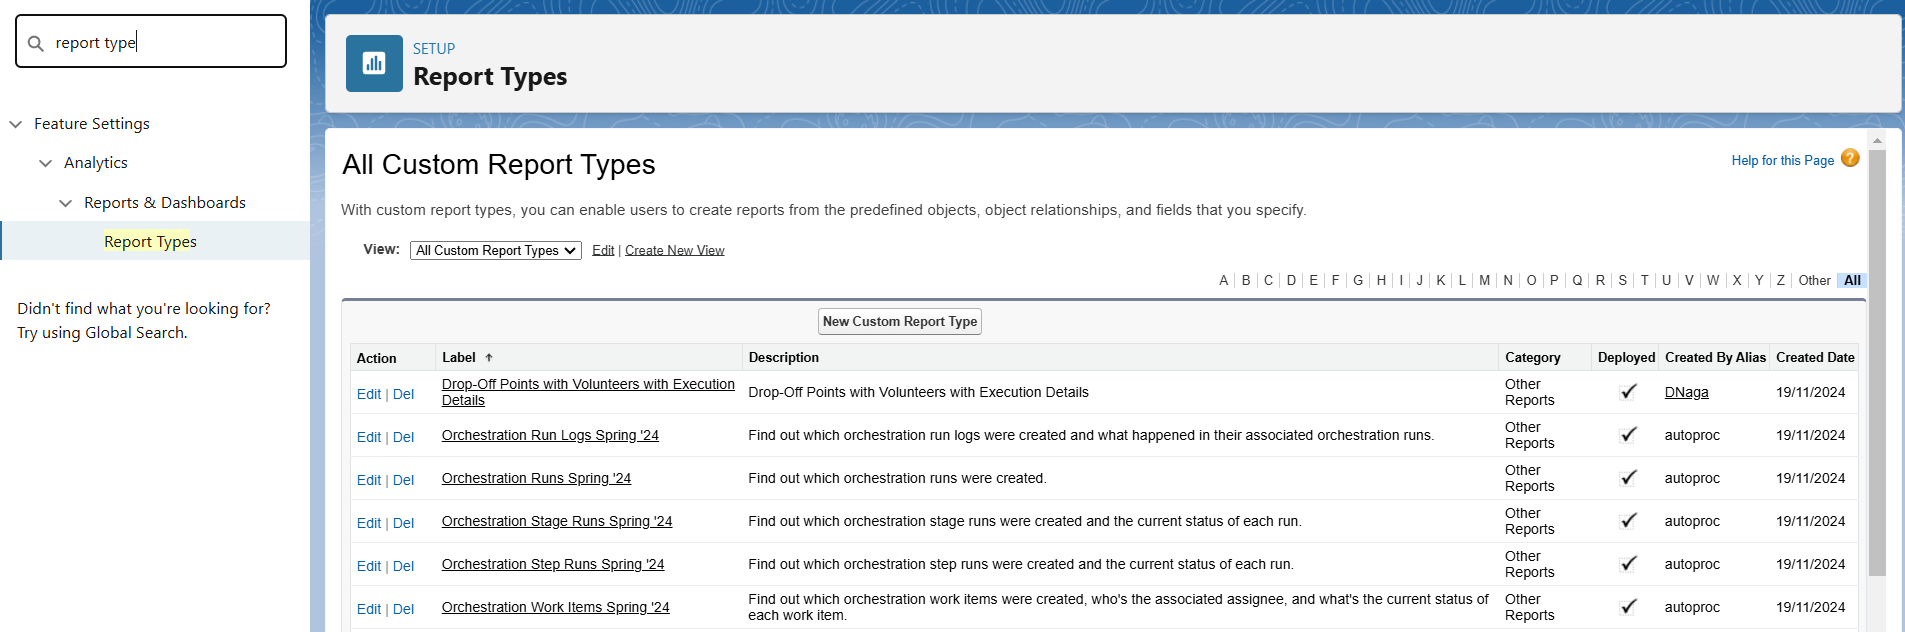 report type
Feature Settings
Analytics
Reports & Dashboards
Report Types
Didn't find what you're looking for?
Try using Global Search.
SETUP
Report Types
All Custom Report Types
Help for this Page ?
With custom report types, you can enable users to create reports from the predefined objects, object relationships, and fields that you specify.
View: All Custom Report Types Edit | Create New View
A | B | C | D | E | F | G | H | I | J | K | L | M | N | O | P | Q | R | S | T | U | V | W | X | Y | Z | Other All
New Custom Report Type
Action Label Description Category Deployed Created By Alias Created Date
Edit | Del Drop-Off Points with Volunteers with Execution Details Drop-Off Points with Volunteers with Execution Details Other Reports DNaga 19/11/2024
Edit | Del Orchestration Run Logs Spring '24 Find out which orchestration run logs were created and what happened in their associated orchestration runs. Other Reports autoproc 19/11/2024
Edit | Del Orchestration Runs Spring '24 Find out which orchestration runs were created. Other Reports autoproc 19/11/2024
Edit | Del Orchestration Stage Runs Spring '24 Find out which orchestration stage runs were created and the current status of each run. Other Reports autoproc 19/11/2024
Edit | Del Orchestration Step Runs Spring '24 Find out which orchestration step runs were created and the current status of each run. Other Reports autoproc 19/11/2024
Edit | Del Orchestration Work Items Spring '24 Find out which orchestration work items were created, who's the associated assignee, and what's the current status of each work item. Other Reports autoproc 19/11/2024